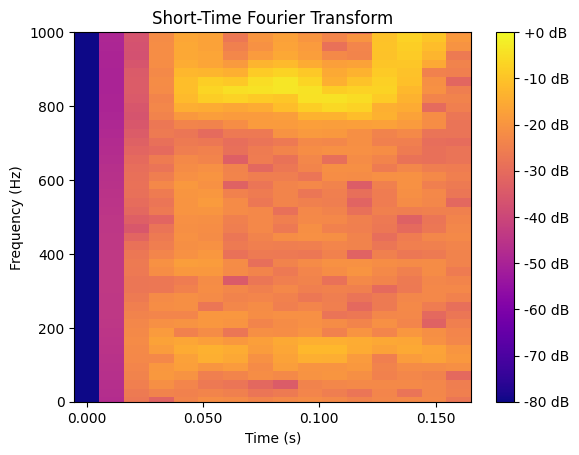 Short-Time Fourier Transform
1000
800
600
400
200
0
Frequency (Hz)
0.000
0.050
0.100
0.150
Time (s)
+0 dB
-10 dB
-20 dB
-30 dB
-40 dB
-50 dB
-60 dB
-70 dB
-80 dB